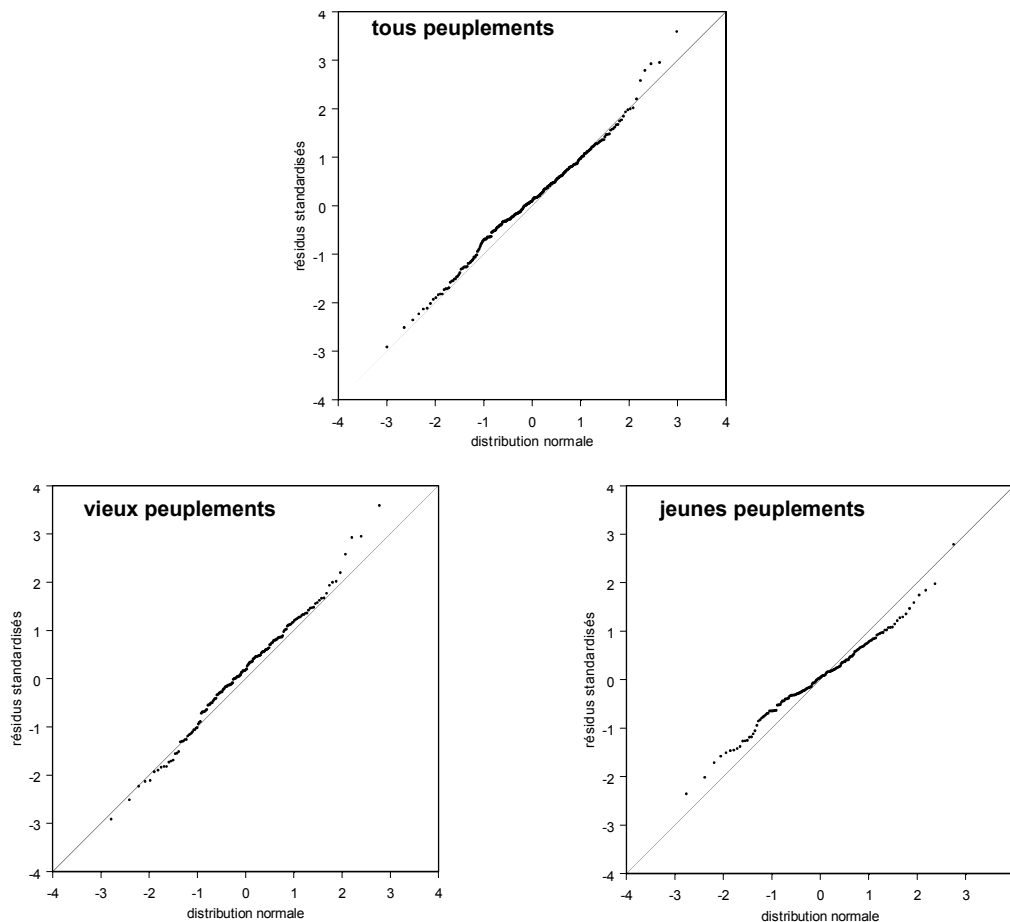 tous peuplements
résidus standardisés
4
3
2
1
0
-1
-2
-3
-4
-4 -3 -2 -1 0 1 2 3 4
distribution normale
vieux peuplements
résidus standardisés
4
3
2
1
0
-1
-2
-3
-4
-4 -3 -2 -1 0 1 2 3 4
distribution normale
jeunes peuplements
résidus standardisés
4
3
2
1
0
-1
-2
-3
-4
-4 -3 -2 -1 0 1 2 3
distribution normale